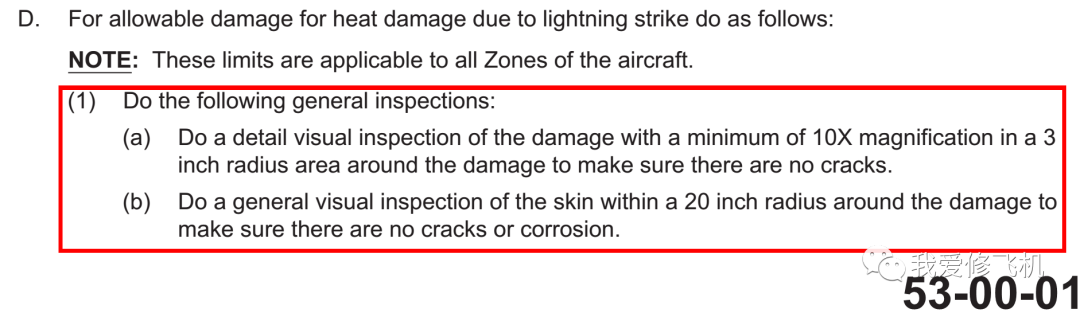 D. For allowable damage for heat damage due to lightning strike do as follows:
NOTE: These limits are applicable to all Zones of the aircraft.
(1) Do the following general inspections:
(a) Do a detail visual inspection of the damage with a minimum of 10X magnification in a 3
inch radius area around the damage to make sure there are no cracks.
(b) Do a general visual inspection of the skin within a 20 inch radius around the damage to
make sure there are no cracks or corrosion.
我爱修飞机
53-00-01